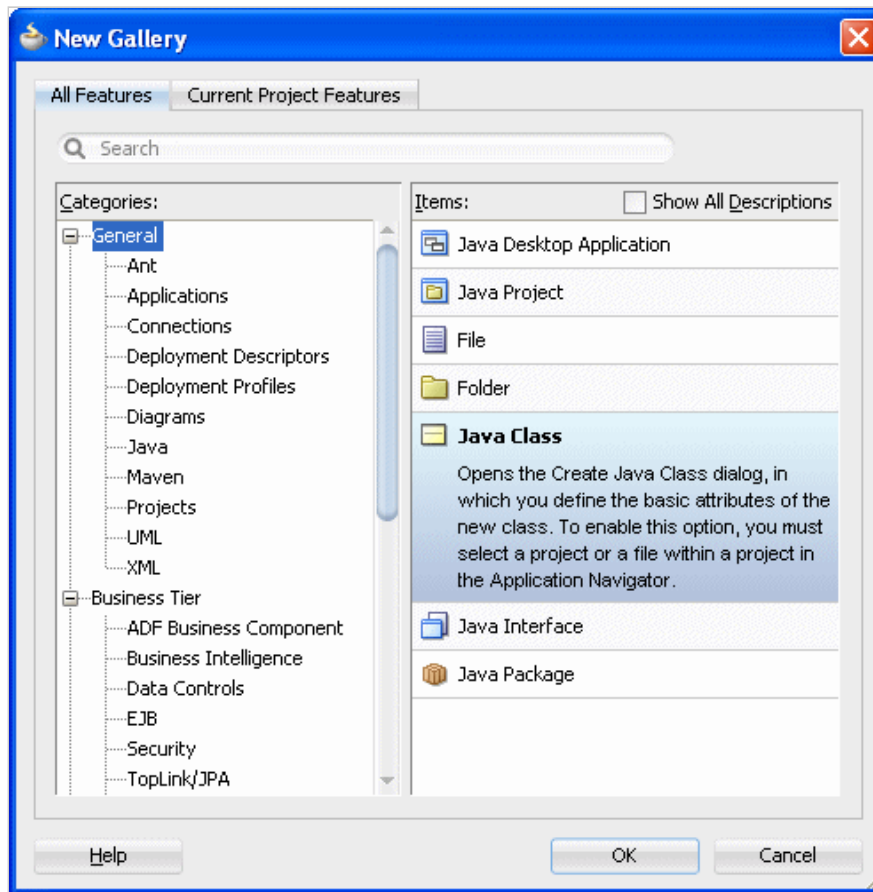 New Gallery
All Features
Current Project Features
Search
Categories:
General
Ant
Applications
Connections
Deployment Descriptors
Deployment Profiles
Diagrams
Java
Maven
Projects
UML
XML
Business Tier
ADF Business Component
Business Intelligence
Data Controls
EJB
Security
TopLink/JPA
Items:
Show All Descriptions
Java Desktop Application
Java Project
File
Folder
Java Class
Opens the Create Java Class dialog, in
which you define the basic attributes of the
new class. To enable this option, you must
select a project or a file within a project in
the Application Navigator.
Java Interface
Java Package
Help
OK
Cancel